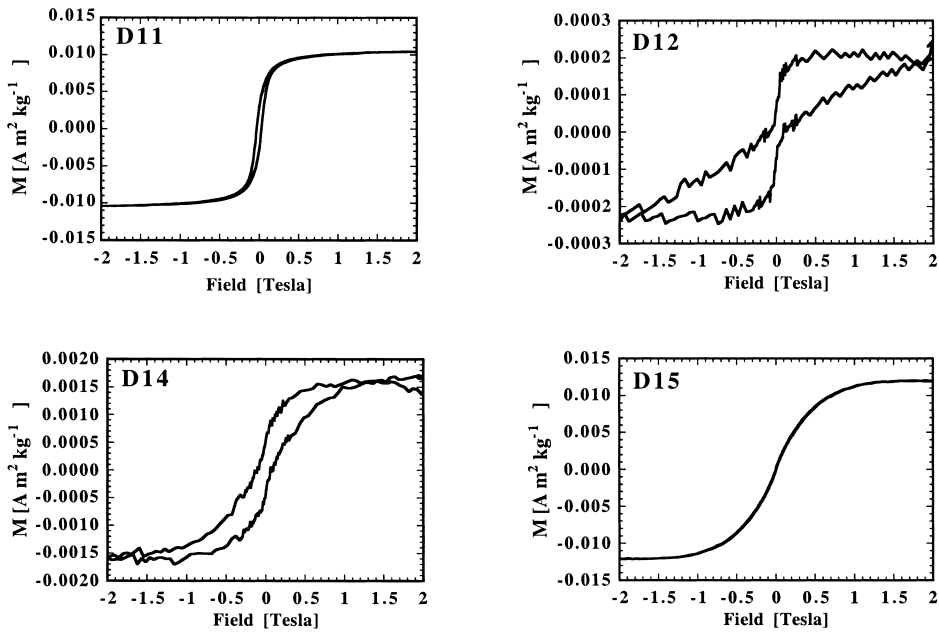 D11
M [A m² kg⁻¹ ]
0.015
0.010
0.005
0.000
-0.005
-0.010
-0.015
-2 -1.5 -1 -0.5 0 0.5 1 1.5 2
Field [Tesla]
D12
M [A m² kg⁻¹ ]
0.0003
0.0002
0.0001
0.0000
-0.0001
-0.0002
-0.0003
-2 -1.5 -1 -0.5 0 0.5 1 1.5 2
Field [Tesla]
D14
M [A m² kg⁻¹ ]
0.0020
0.0015
0.0010
0.0005
0.0000
-0.0005
-0.0010
-0.0015
-0.0020
-2 -1.5 -1 -0.5 0 0.5 1 1.5 2
Field [Tesla]
D15
M [A m² kg⁻¹ ]
0.015
0.010
0.005
0.000
-0.005
-0.010
-0.015
-2 -1.5 -1 -0.5 0 0.5 1 1.5 2
Field [Tesla]